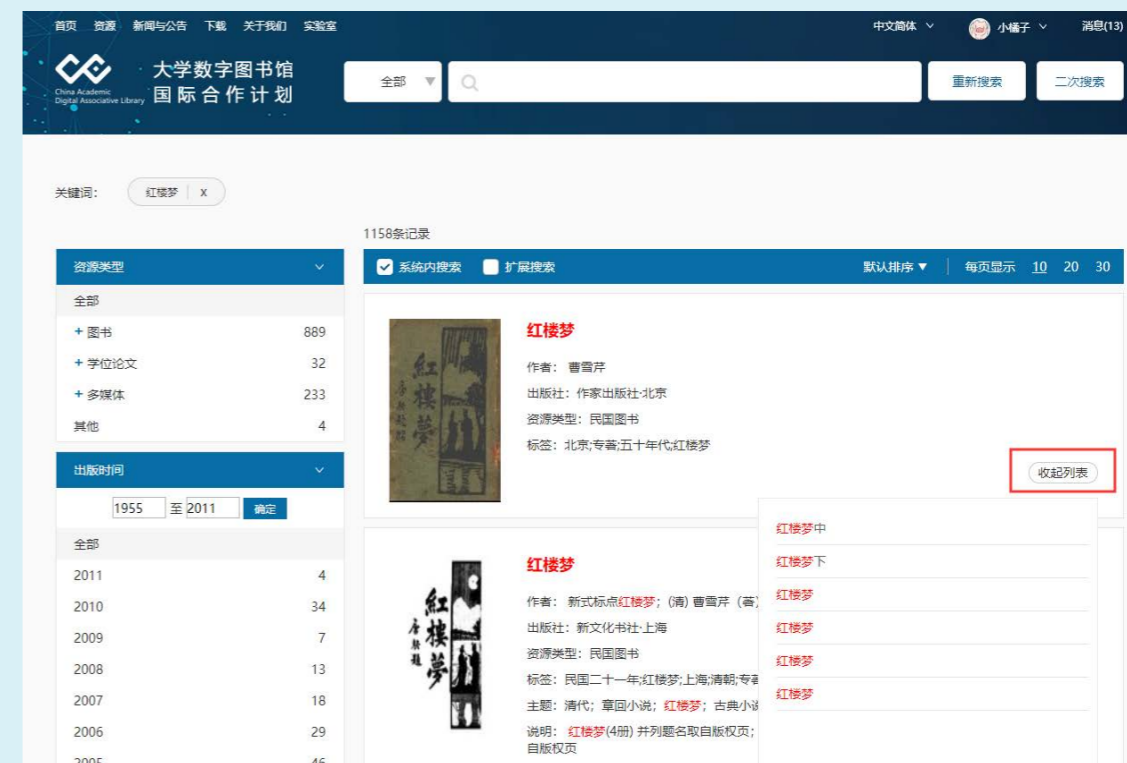 首页 资源 新闻与公告 下载 关于我们 实验室 中文简体 小橘子 消息(13)
China Academic
Digital Associative Library
大学数字图书馆
国际合作计划
全部 重新搜索 二次搜索
关键词： 红楼梦 x
1158条记录
资源类型
全部
+ 图书 889
+ 学位论文 32
+ 多媒体 233
其他 4
出版时间
1955 至 2011 确定
全部
2011 4
2010 34
2009 7
2008 13
2007 18
2006 29
2005 46
系统内搜索 扩展搜索 默认排序▼ 每页显示 10 20 30
紅樓夢
红楼梦
作者： 曹雪芹
出版社：作家出版社·北京
资源类型：民国图书
标签：北京;专著;五十年代;红楼梦
收起列表
红楼梦中
红楼梦下
红楼梦
红楼梦
红楼梦
红楼梦
紅樓夢
红楼梦
作者： 新式标点红楼梦；(清) 曹雪芹（著）
出版社：新文化书社·上海
资源类型：民国图书
标签：民国二十一年;红楼梦;上海;清朝;专著
主题：清代；章回小说；红楼梦；古典小说
说明： 红楼梦(4册) 并列题名取自版权页；
自版权页